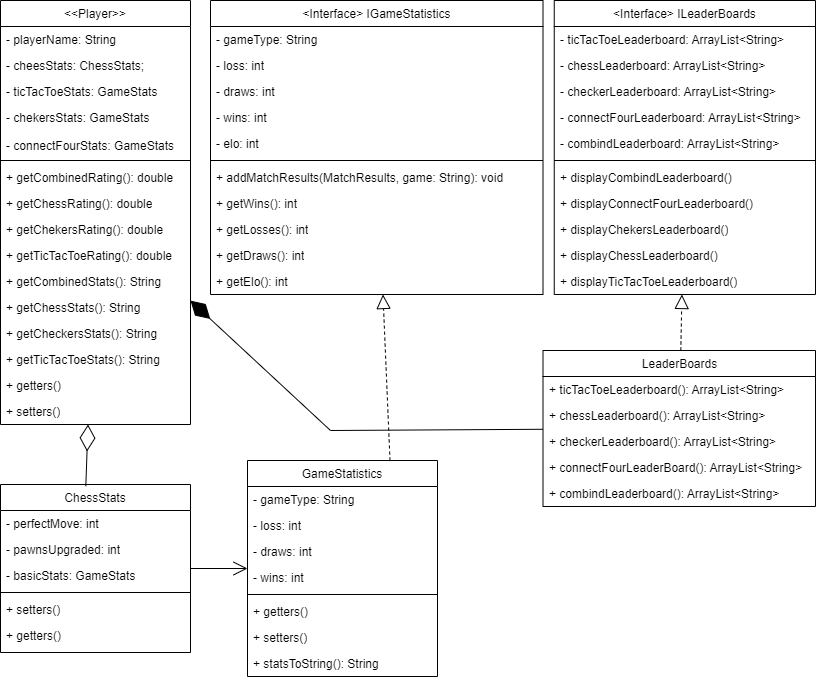 <<Player>>
- playerName: String
- cheesStats: ChessStats;
- ticTacToeStats: GameStats
- chekersStats: GameStats
- connectFourStats: GameStats
+ getCombinedRating(): double
+ getChessRating(): double
+ getChekersRating(): double
+ getTicTacToeRating(): double
+ getCombinedStats(): String
+ getChessStats(): String
+ getCheckersStats(): String
+ getTicTacToeStats(): String
+ getters()
+ setters()
<Interface> IGameStatistics
- gameType: String
- loss: int
- draws: int
- wins: int
- elo: int
+ addMatchResults(MatchResults, game: String): void
+ getWins(): int
+ getLosses(): int
+ getDraws(): int
+ getElo(): int
<Interface> ILeaderBoards
- ticTacToeLeaderboard: ArrayList<String>
- chessLeaderboard: ArrayList<String>
- checkerLeaderboard: ArrayList<String>
- connectFourLeaderboard: ArrayList<String>
- combindLeaderboard: ArrayList<String>
+ displayCombindLeaderboard()
+ displayConnectFourLeaderboard()
+ displayChekersLeaderboard()
+ displayChessLeaderboard()
+ displayTicTacToeLeaderboard()
LeaderBoards
+ ticTacToeLeaderboard(): ArrayList<String>
+ chessLeaderboard(): ArrayList<String>
+ checkerLeaderboard(): ArrayList<String>
+ connectFourLeaderBoard(): ArrayList<String>
+ combindLeaderboard(): ArrayList<String>
ChessStats
- perfectMove: int
- pawnsUpgraded: int
- basicStats: GameStats
+ setters()
+ getters()
GameStatistics
- gameType: String
- loss: int
- draws: int
- wins: int
+ getters()
+ setters()
+ statsToString(): String